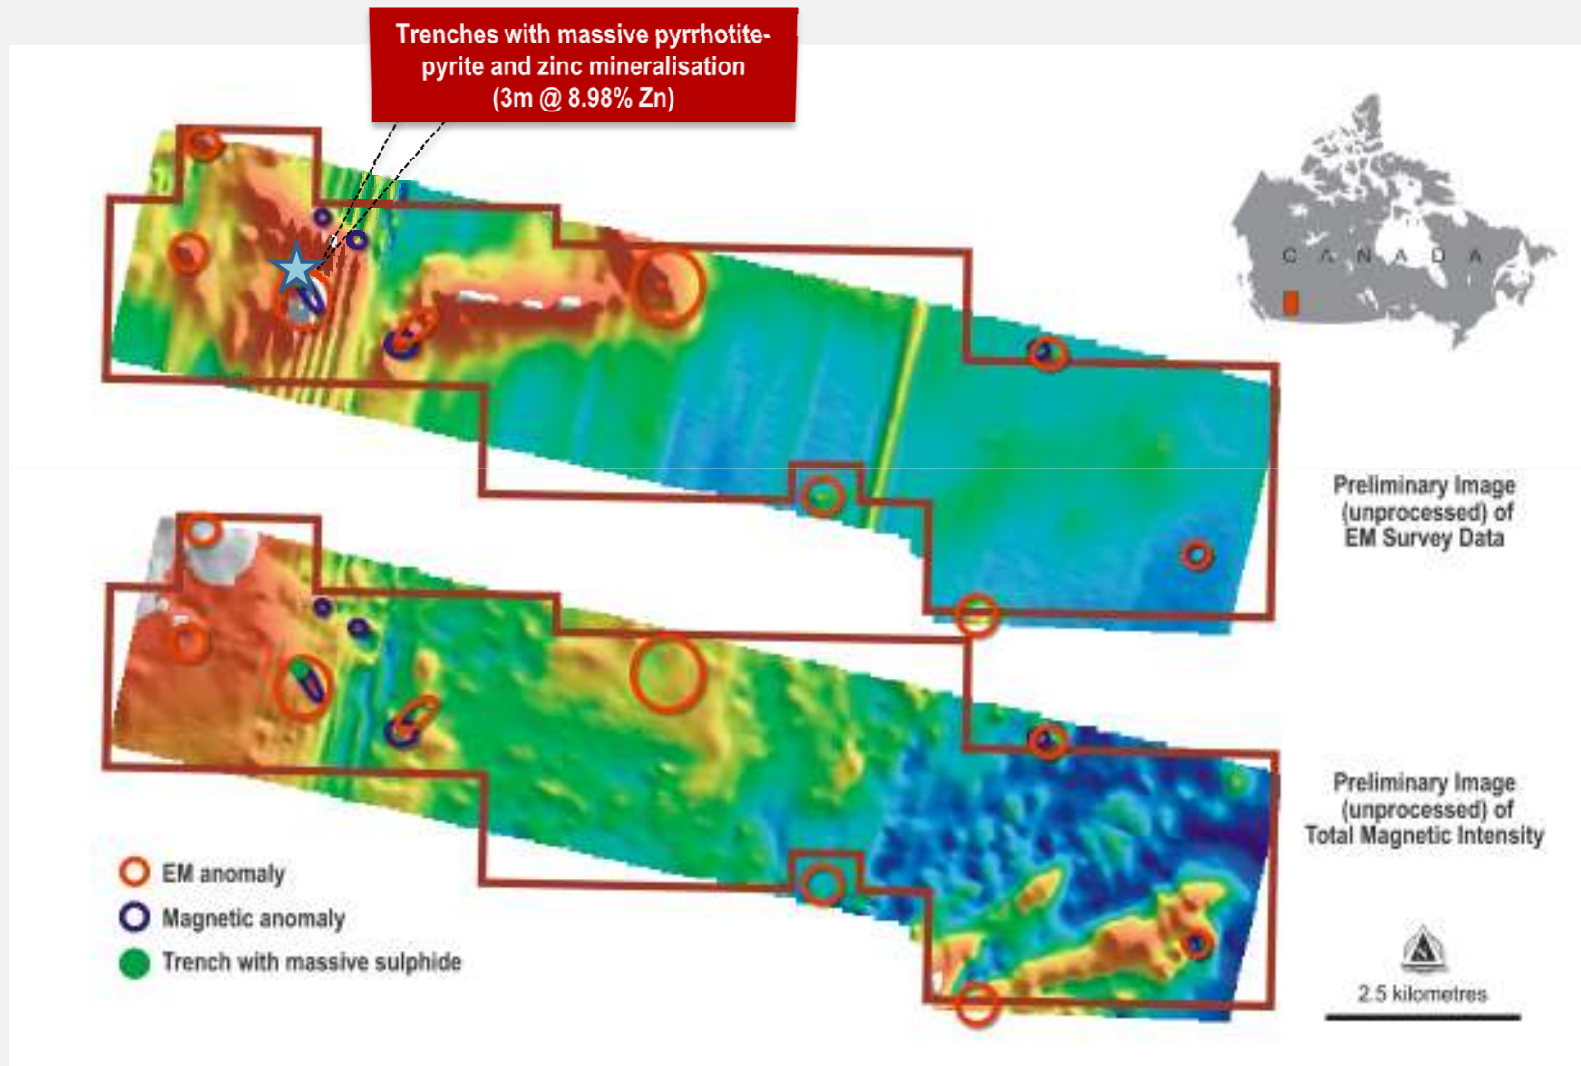 Trenches with massive pyrrhotite-
pyrite and zinc mineralisation
(3m @ 8.98% Zn)
C A N A D A
Preliminary Image
(unprocessed) of
EM Survey Data
Preliminary Image
(unprocessed) of
Total Magnetic Intensity
EM anomaly
Magnetic anomaly
Trench with massive sulphide
N
2.5 kilometres